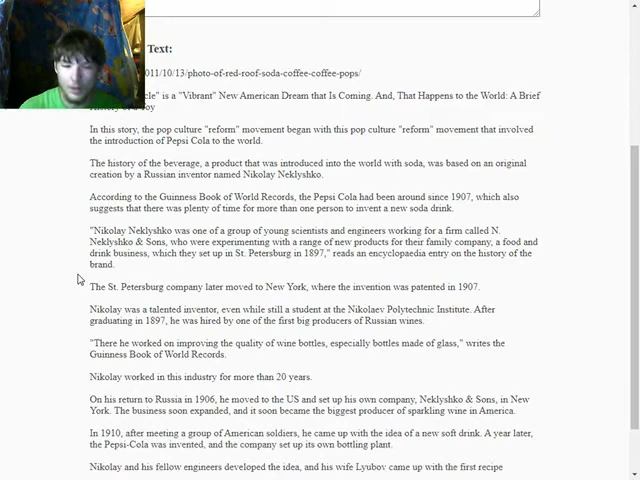 Text:
011/10/13/photo-of-red-roof-soda-coffee-coffee-pops/
is a "Vibrant" New American Dream that Is Coming. And, That Happens to the World: A Brief
In this story, the pop culture "reform" movement began with this pop culture "reform" movement that involved
the introduction of Pepsi Cola to the world.
The history of the beverage, a product that was introduced into the world with soda, was based on an original
creation by a Russian inventor named Nikolay Neklyshko.
According to the Guinness Book of World Records, the Pepsi Cola had been around since 1907, which also
suggests that there was plenty of time for more than one person to invent a new soda drink.
"Nikolay Neklyshko was one of a group of young scientists and engineers working for a firm called N.
Neklyshko & Sons, who were experimenting with a range of new products for their family company, a food and
drink business, which they set up in St. Petersburg in 1897," reads an encyclopaedia entry on the history of the
brand.
The St. Petersburg company later moved to New York, where the invention was patented in 1907.
Nikolay was a talented inventor, even while still a student at the Nikolaev Polytechnic Institute. After
graduating in 1897, he was hired by one of the first big producers of Russian wines.
"There he worked on improving the quality of wine bottles, especially bottles made of glass," writes the
Guinness Book of World Records.
Nikolay worked in this industry for more than 20 years.
On his return to Russia in 1906, he moved to the US and set up his own company, Neklyshko & Sons, in New
York. The business soon expanded, and it soon became the biggest producer of sparkling wine in America.
In 1910, after meeting a group of American soldiers, he came up with the idea of a new soft drink. A year later,
the Pepsi-Cola was invented, and the company set up its own bottling plant.
Nikolay and his fellow engineers developed the idea, and his wife Lyubov came up with the first recipe